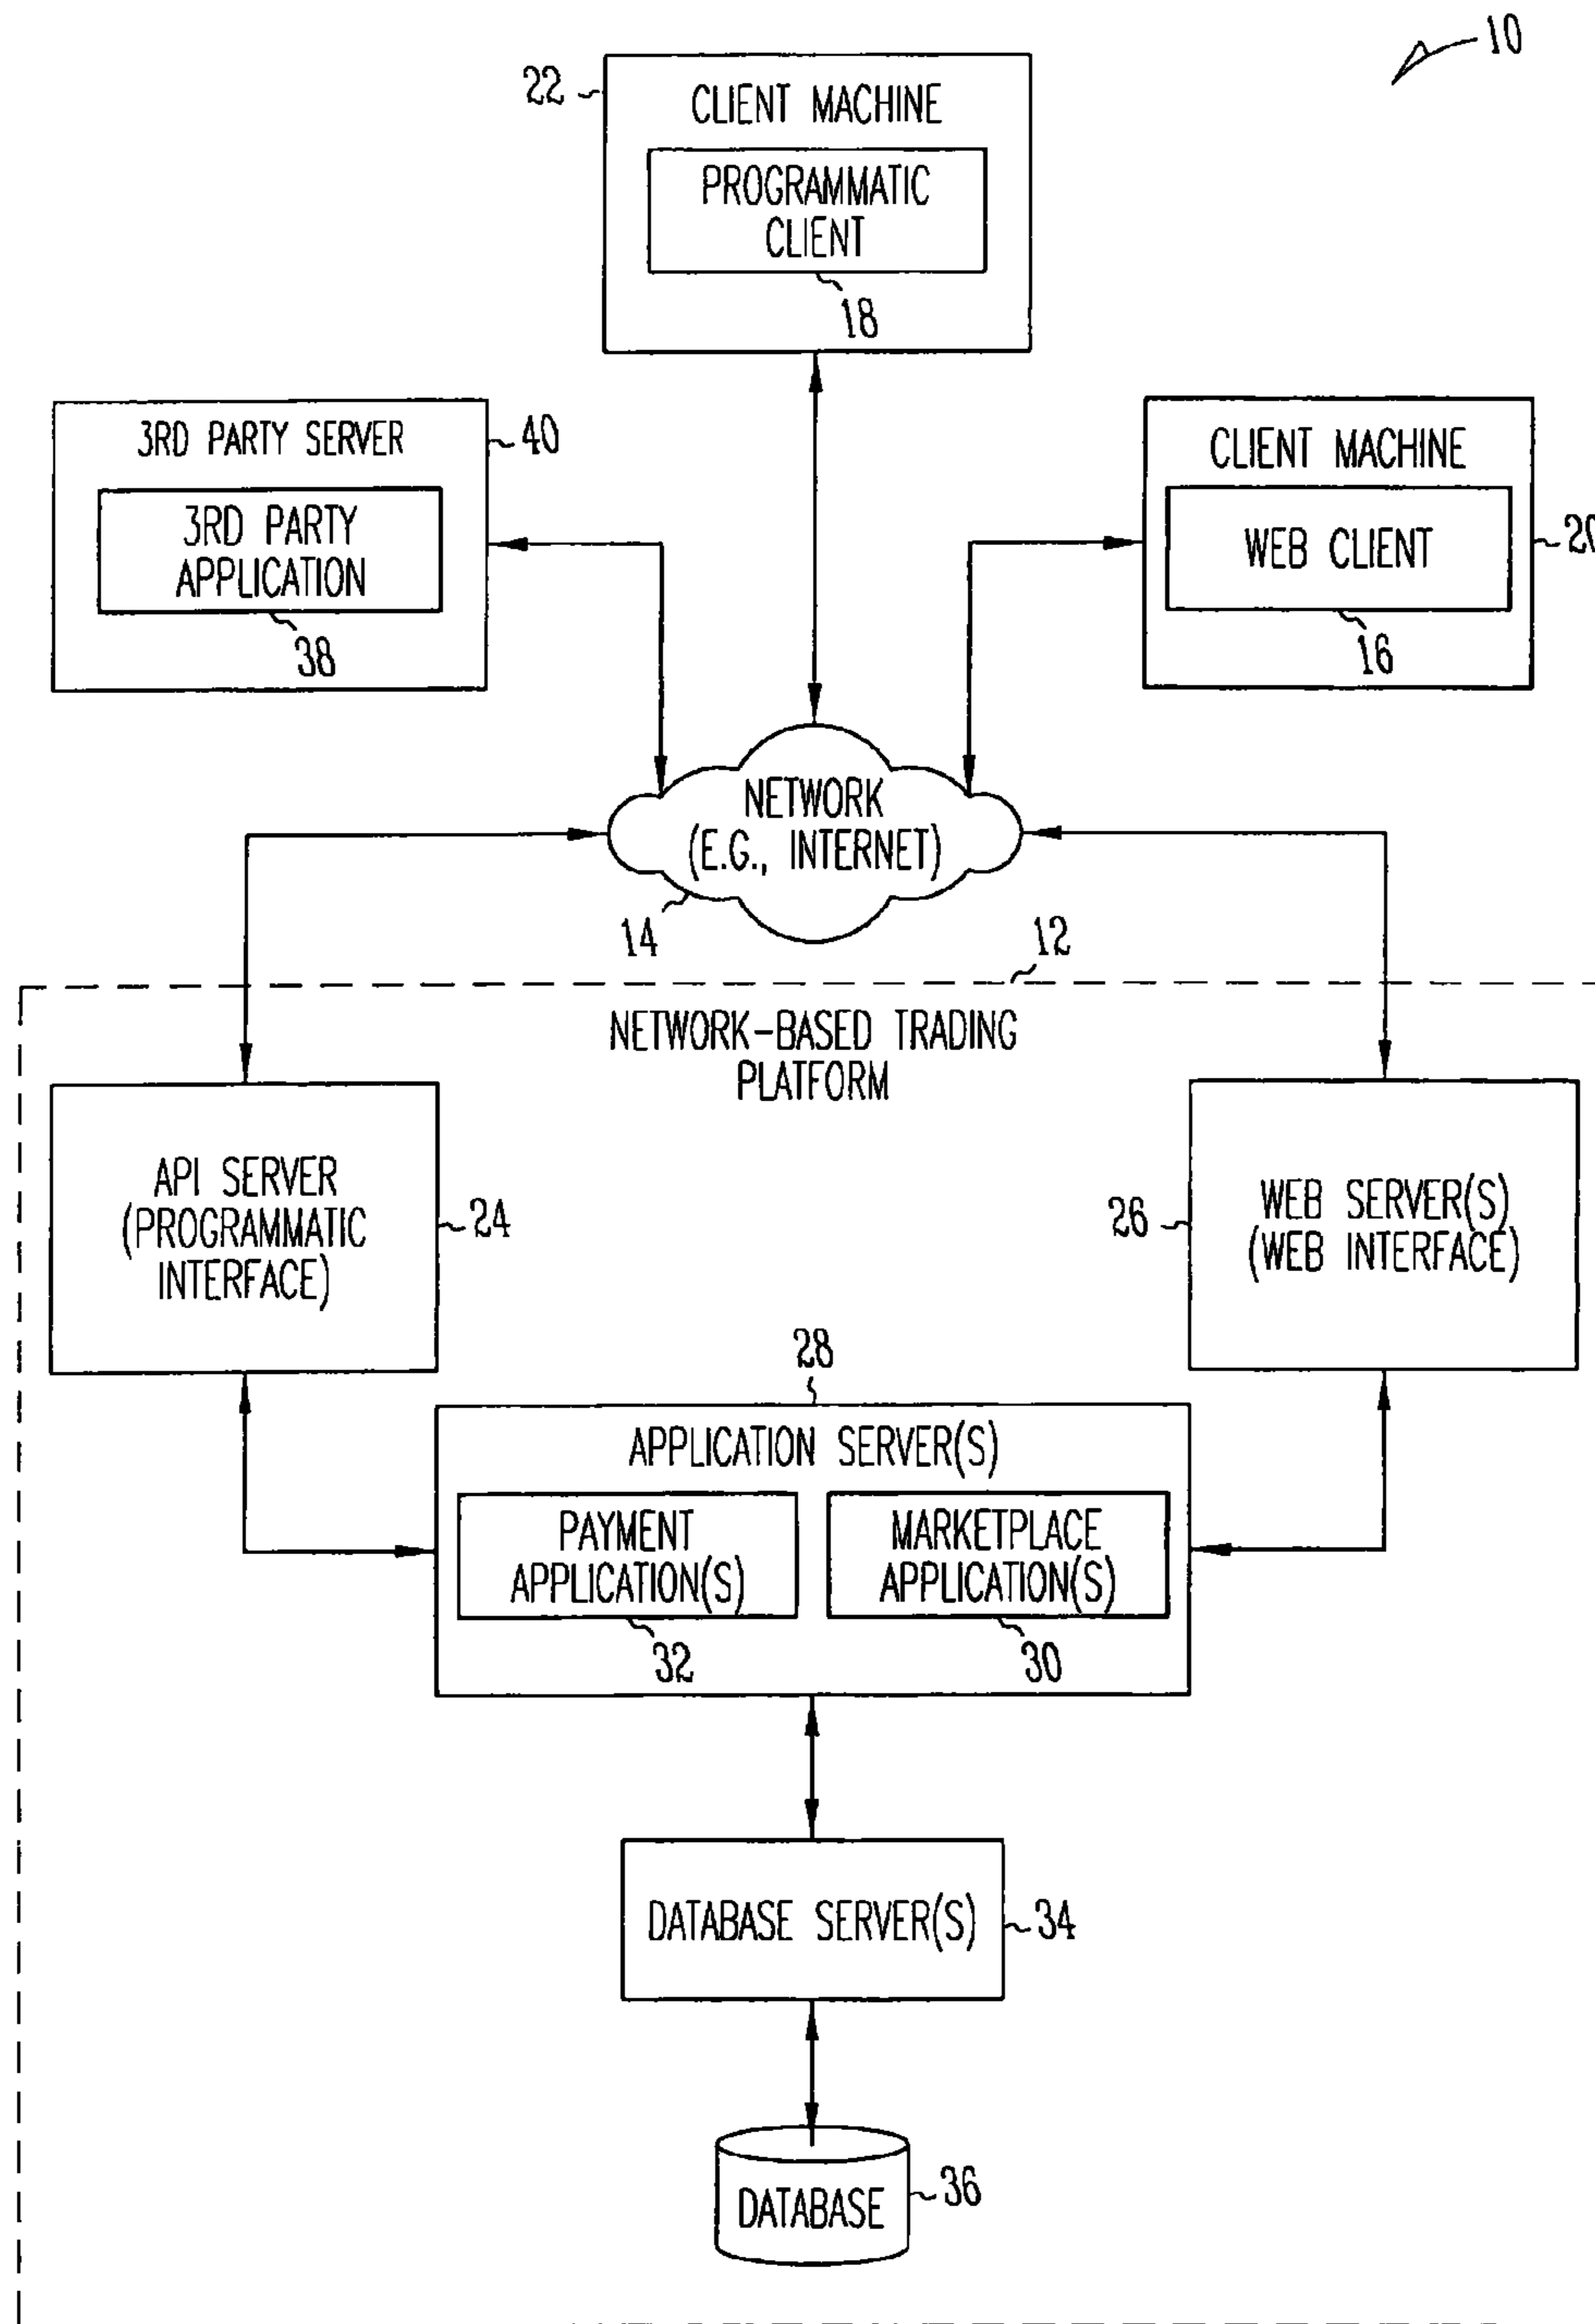 10
22
CLIENT MACHINE
PROGRAMMATIC
CLIENT
18
3RD PARTY SERVER
40
3RD PARTY
APPLICATION
38
CLIENT MACHINE
WEB CLIENT
20
16
NETWORK
(E.G., INTERNET)
14
12
NETWORK-BASED TRADING
PLATFORM
API SERVER
(PROGRAMMATIC
INTERFACE)
24
26
WEB SERVER(S)
(WEB INTERFACE)
28
APPLICATION SERVER(S)
PAYMENT
APPLICATION(S)
32
MARKETPLACE
APPLICATION(S)
30
DATABASE SERVER(S)
34
DATABASE
36